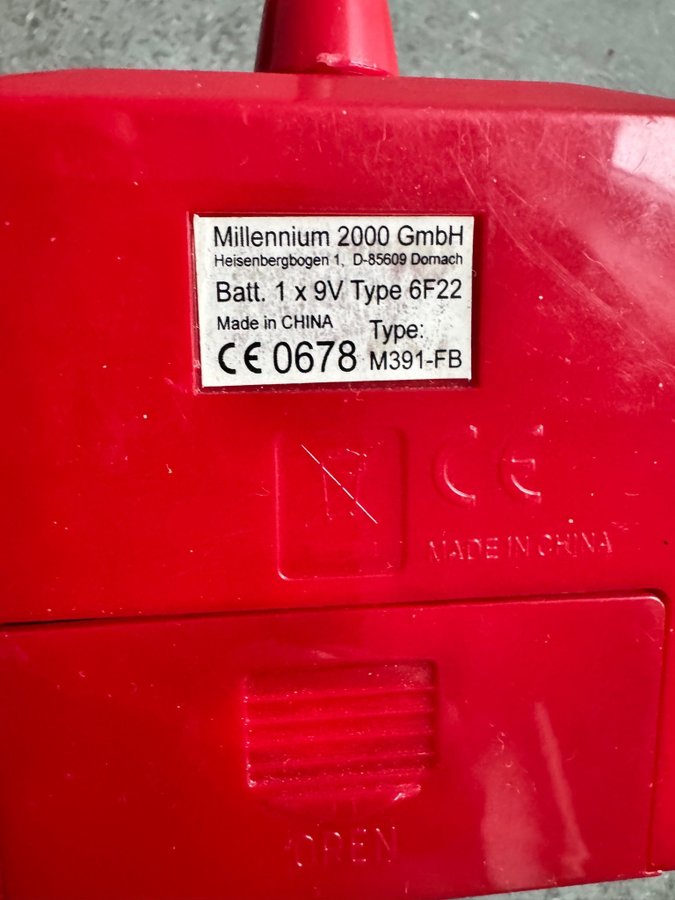 Millennium 2000 GmbH
Heisenbergbogen 1, D-85609 Dornach
Batt. 1 x 9V Type 6F22
Made in CHINA Type:
CE 0678 M391-FB
CE
MADE IN CHINA
OPEN